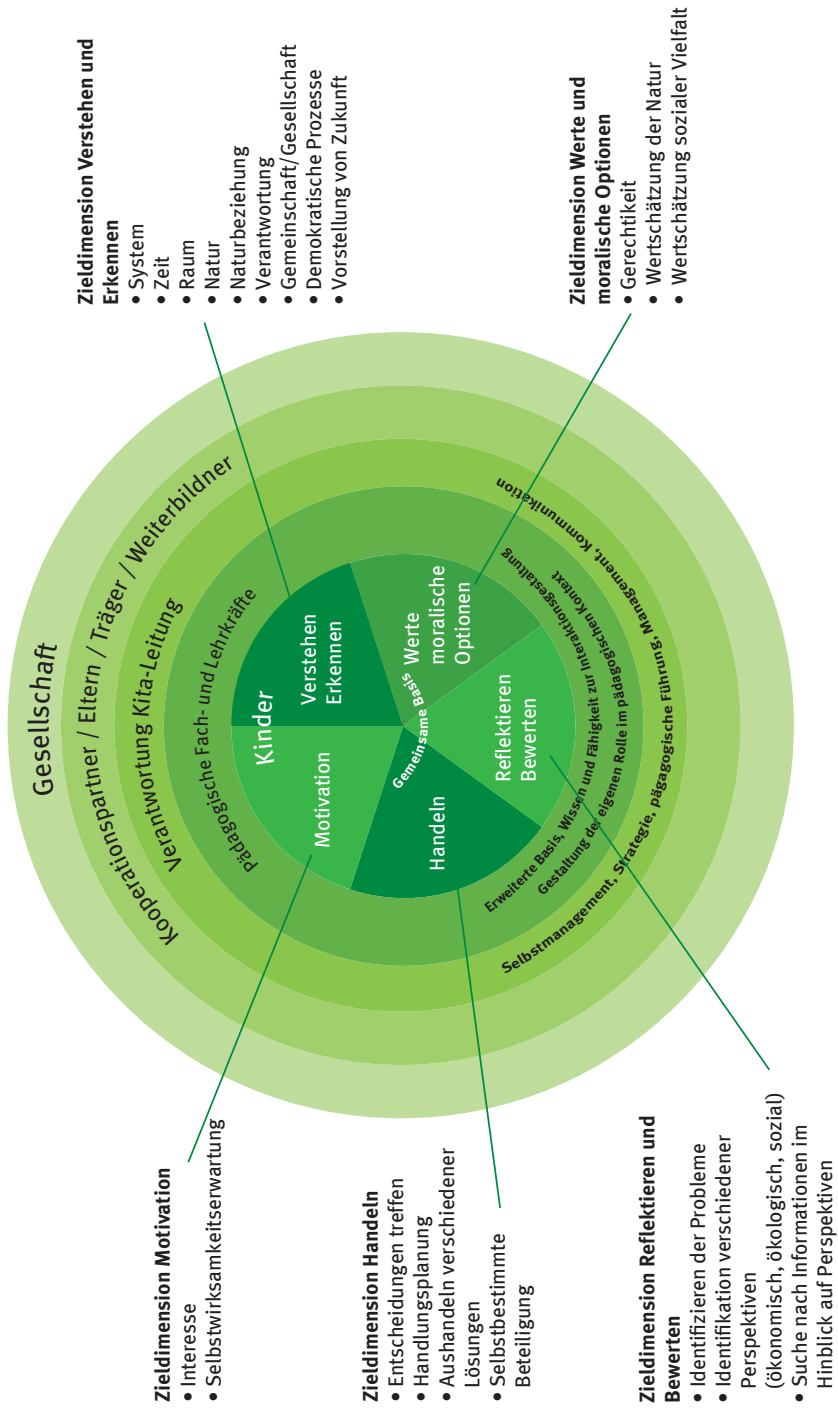 Zieldimension Motivation
• Interesse
• Selbstwirksamkeitserwartung
Zieldimension Handeln
• Entscheidungen treffen
• Handlungsplanung
• Aushandeln verschiedener
Lösungen
• Selbstbestimmte
Beteiligung
Zieldimension Reflektieren und
Bewerten
• Identifizieren der Probleme
• Identifikation verschiedener
Perspektiven
(ökonomisch, ökologisch, sozial)
• Suche nach Informationen im
Hinblick auf Perspektiven
Gesellschaft
Kooperationspartner / Eltern / Träger / Weiterbildner
Verantwortung Kita-Leitung
Pädagogische Fach- und Lehrkräfte
Kinder
Motivation
Verstehen
Erkennen
Gemeinsame Basis
Handeln
Werte
moralische
Optionen
Reflektieren
Bewerten
Erweiterte Basis, Wissen und Fähigkeit zur Interaktionsgestaltung
Gestaltung der eigenen Rolle im pädagogischen Kontext
Selbstmanagement, Strategie, pädagogische Führung, Management, Kommunikation
Zieldimension Verstehen und
Erkennen
• System
• Zeit
• Raum
• Natur
• Naturbeziehung
• Verantwortung
• Gemeinschaft/Gesellschaft
• Demokratische Prozesse
• Vorstellung von Zukunft
Zieldimension Werte und
moralische Optionen
• Gerechtikeit
• Wertschätzung der Natur
• Wertschätzung sozialer Vielfalt